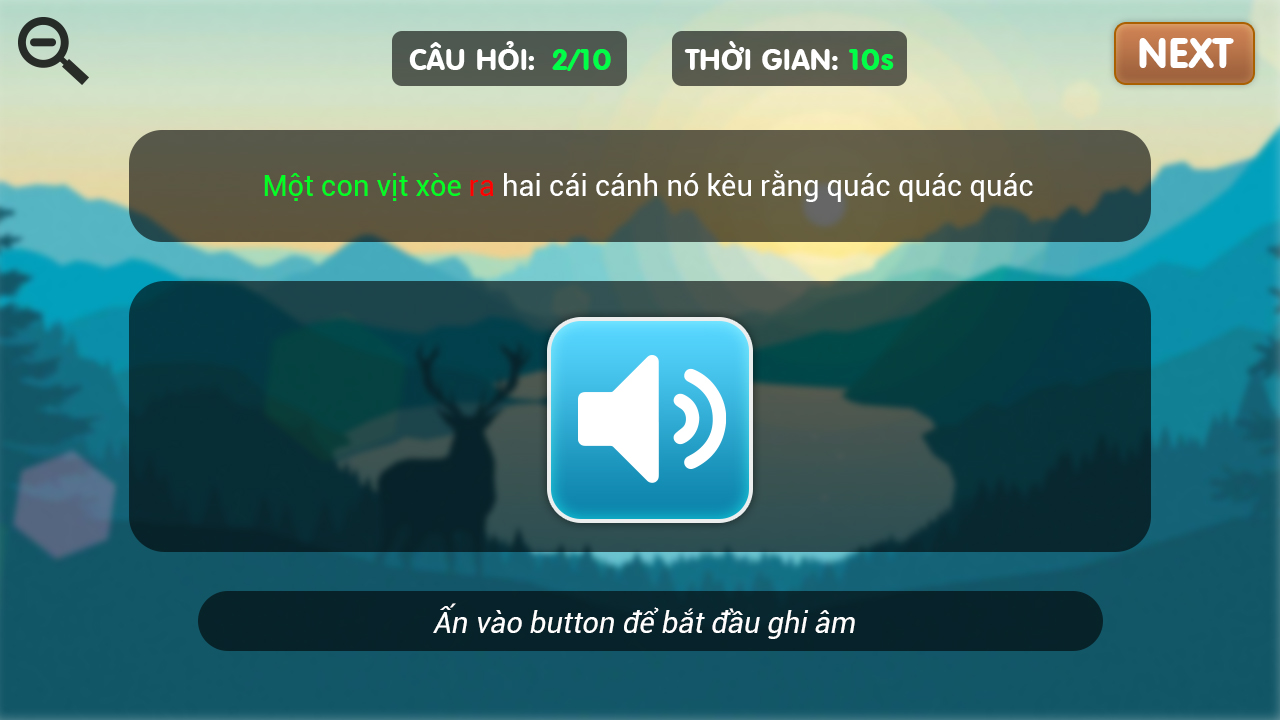 CÂU HỎI: 2/10
THỜI GIAN: 10s
NEXT
Một con vịt xòe ra hai cái cánh nó kêu rằng quác quác quác
Ấn vào button để bắt đầu ghi âm